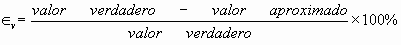 ∈v = valor verdadero − valor aproximado / valor verdadero ×100%